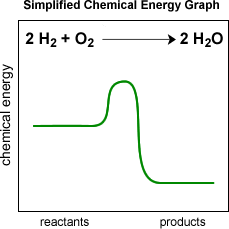 Simplified Chemical Energy Graph
2 H₂ + O₂ ⟶ 2 H₂O
chemical energy
reactants products